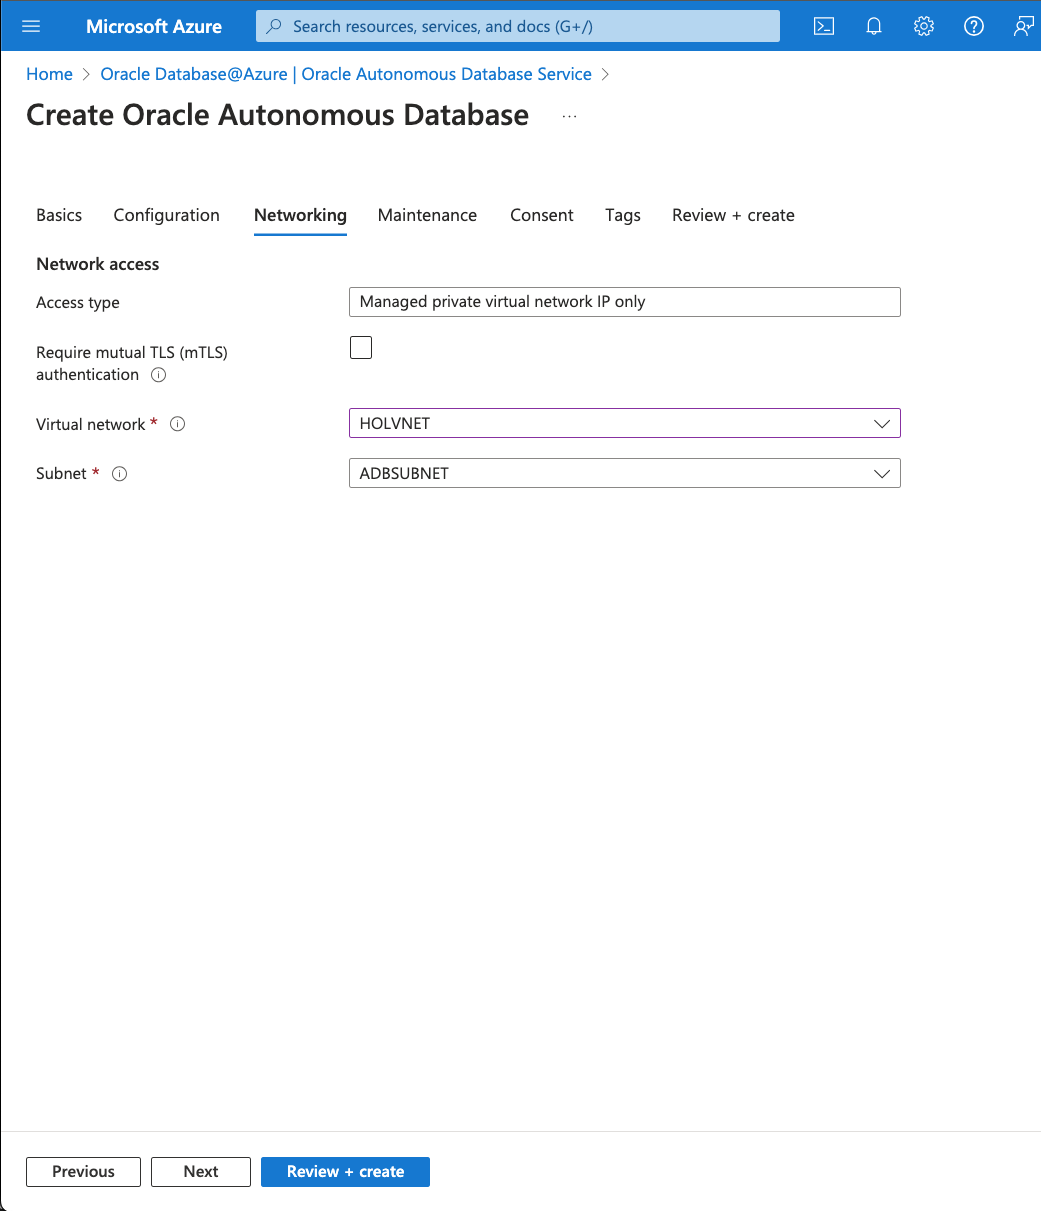 Microsoft Azure
Search resources, services, and docs (G+/)
Home > Oracle Database@Azure | Oracle Autonomous Database Service >
Create Oracle Autonomous Database ...
Basics Configuration Networking Maintenance Consent Tags Review + create
Network access
Access type Managed private virtual network IP only
Require mutual TLS (mTLS)
authentication
Virtual network * HOLVNET
Subnet * ADBSUBNET
Previous Next Review + create